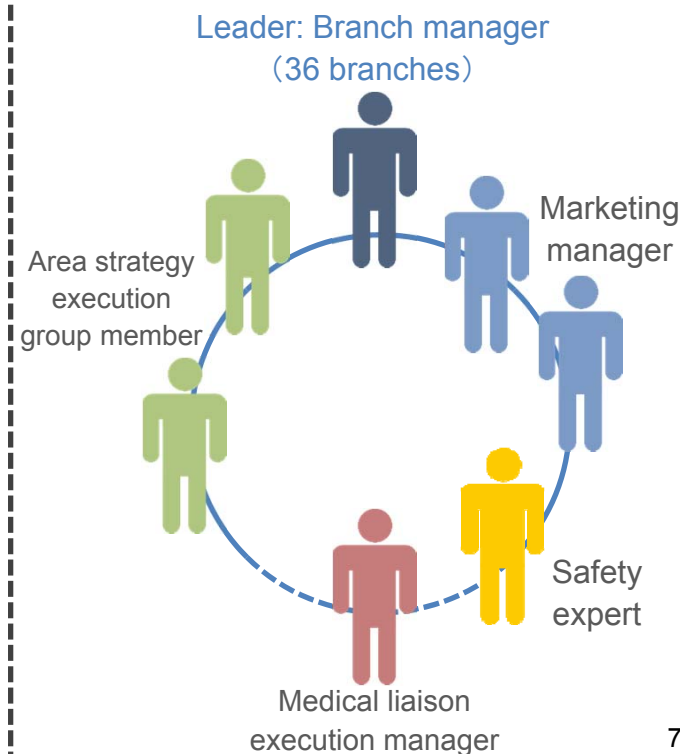 Leader: Branch manager
（36 branches）
Marketing
manager
Area strategy
execution
group member
Safety
expert
Medical liaison
execution manager
7